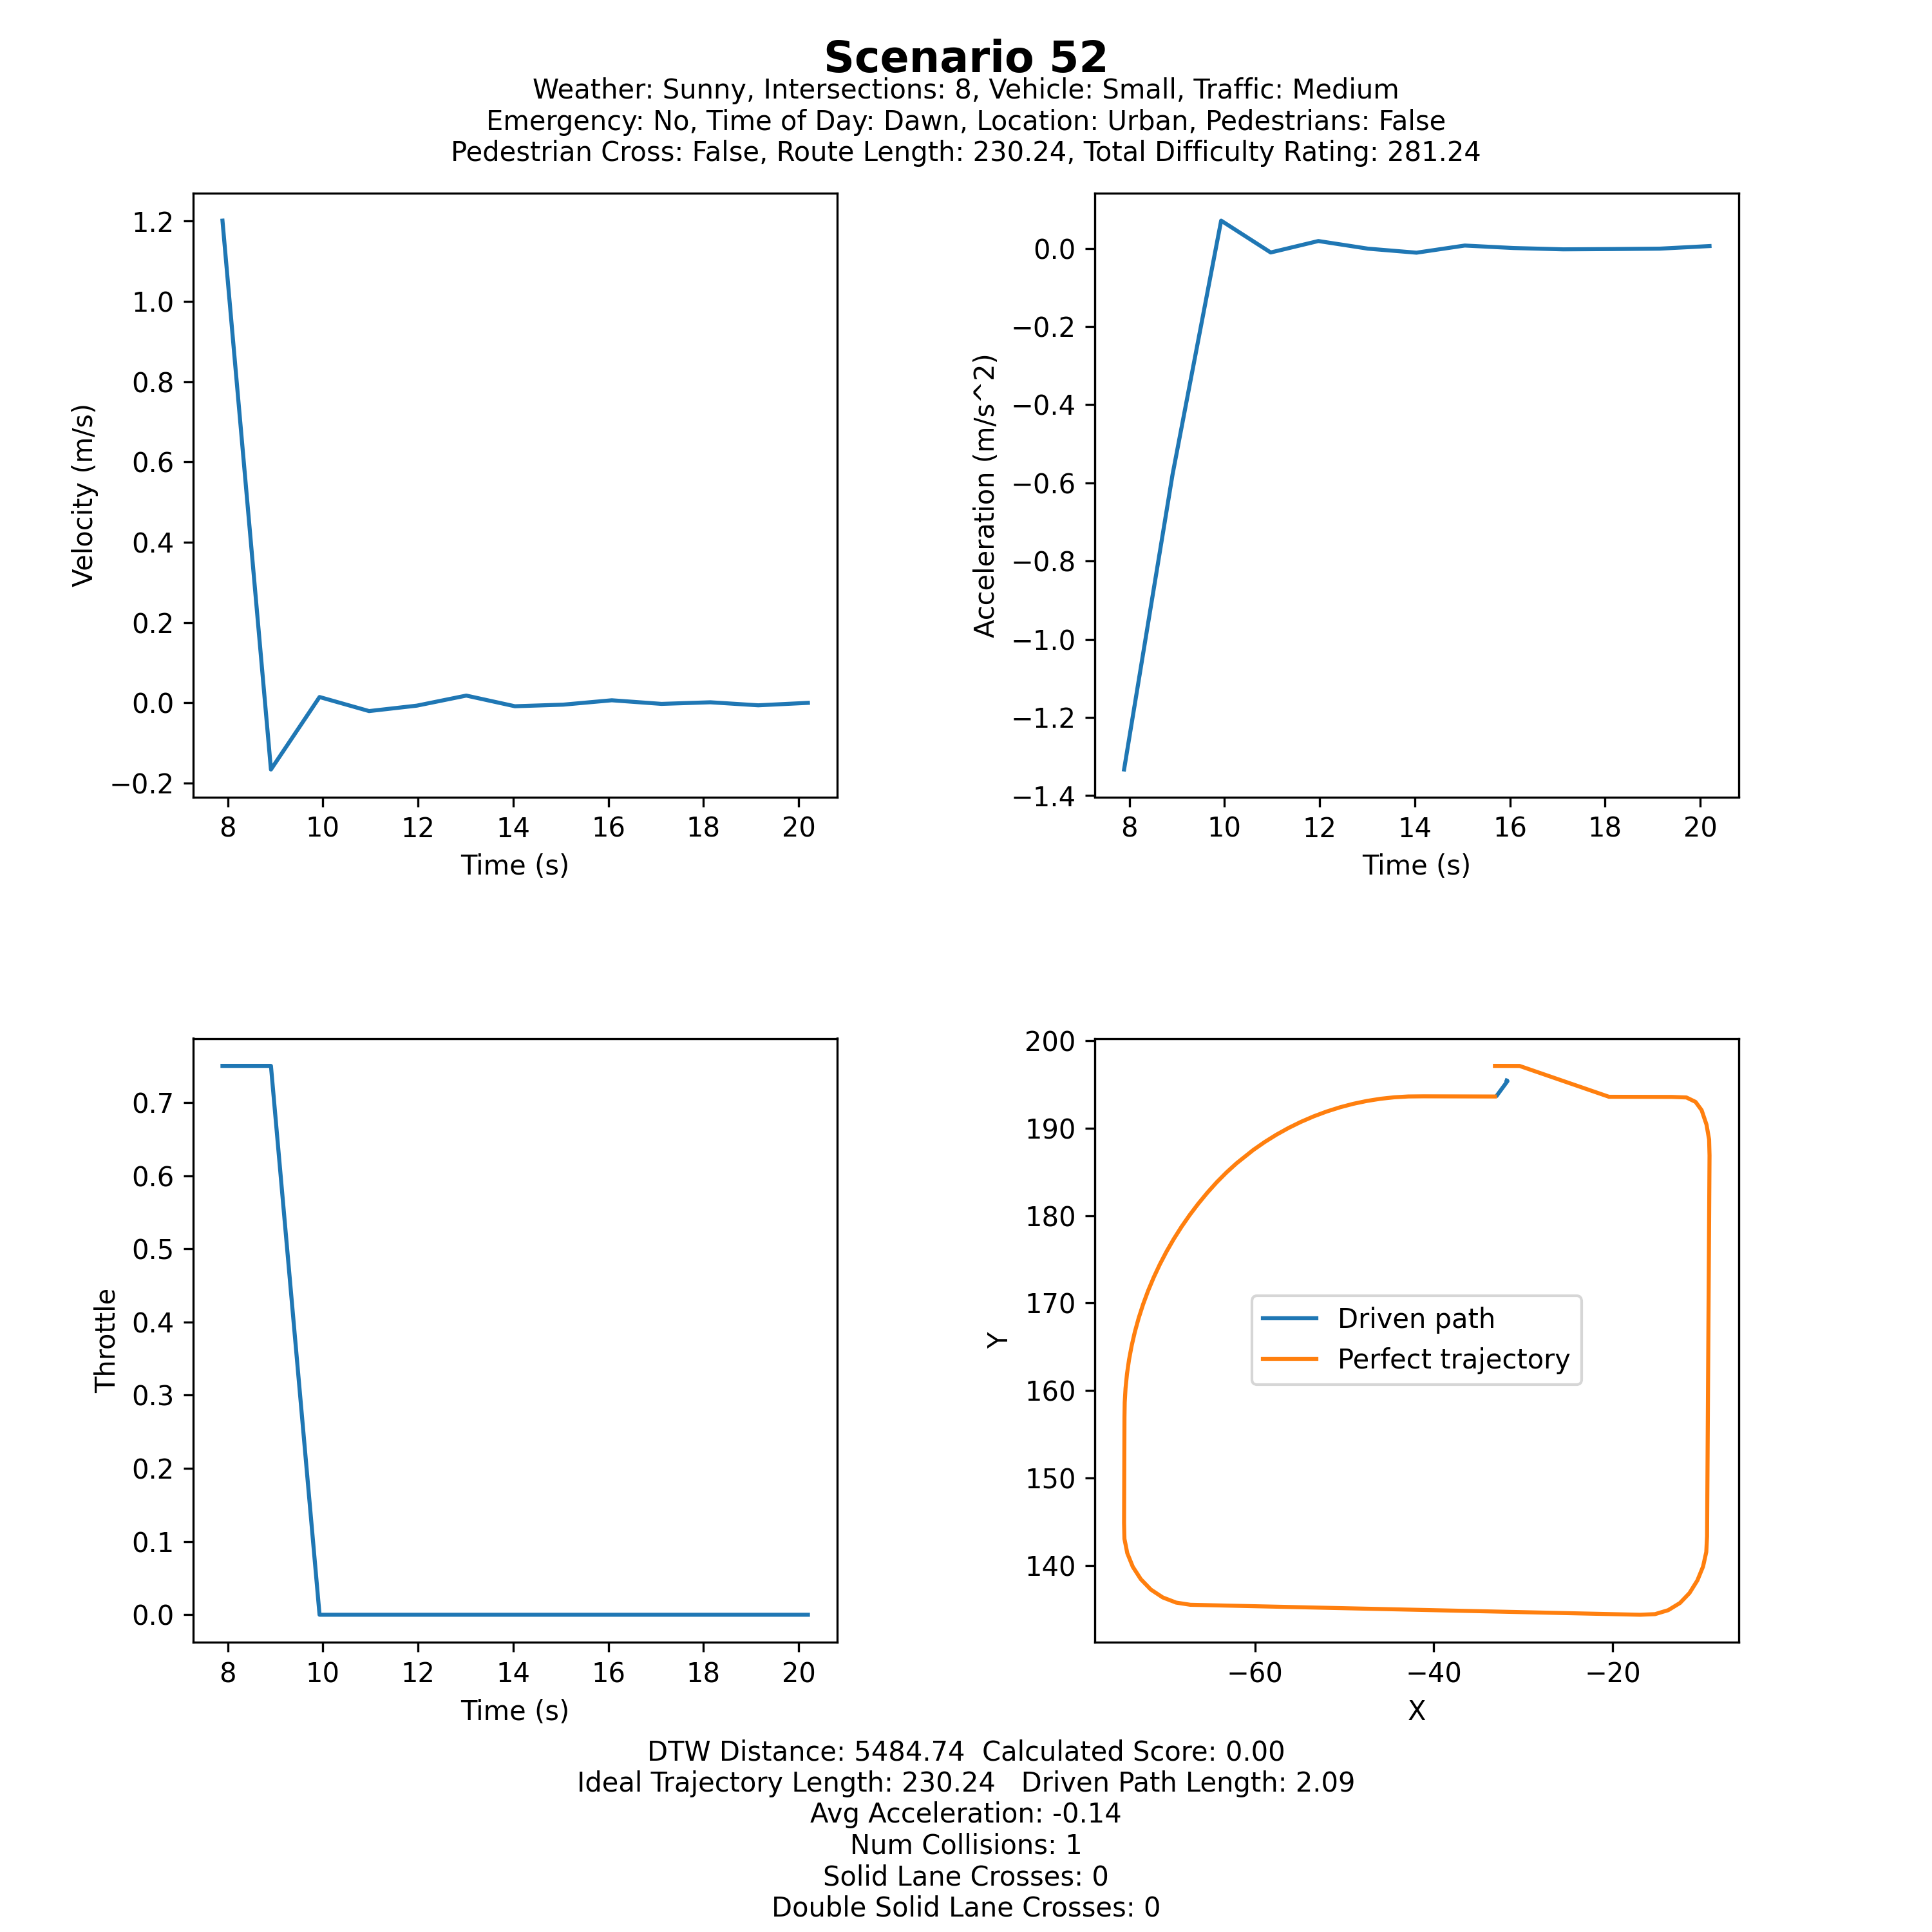 Scenario 52
Weather: Sunny, Intersections: 8, Vehicle: Small, Traffic: Medium
Emergency: No, Time of Day: Dawn, Location: Urban, Pedestrians: False
Pedestrian Cross: False, Route Length: 230.24, Total Difficulty Rating: 281.24
1.2
1.0
0.8
0.6
0.4
0.2
0.0
−0.2
Velocity (m/s)
8 10 12 14 16 18 20
Time (s)
0.0
−0.2
−0.4
−0.6
−0.8
−1.0
−1.2
−1.4
Acceleration (m/s^2)
8 10 12 14 16 18 20
Time (s)
0.7
0.6
0.5
0.4
0.3
0.2
0.1
0.0
Throttle
8 10 12 14 16 18 20
Time (s)
200
190
180
170
160
150
140
Y
Driven path
Perfect trajectory
−60 −40 −20
X
DTW Distance: 5484.74 Calculated Score: 0.00
Ideal Trajectory Length: 230.24 Driven Path Length: 2.09
Avg Acceleration: -0.14
Num Collisions: 1
Solid Lane Crosses: 0
Double Solid Lane Crosses: 0